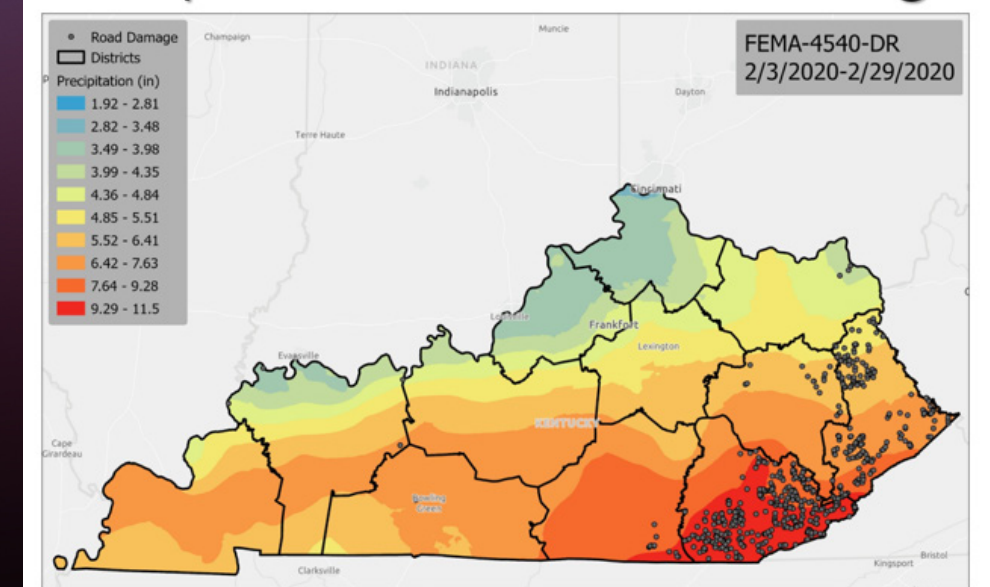 Road Damage
Districts
Precipitation (in)
1.92 - 2.81
2.82 - 3.48
3.49 - 3.98
3.99 - 4.35
4.36 - 4.84
4.85 - 5.51
5.52 - 6.41
6.42 - 7.63
7.64 - 9.28
9.29 - 11.5
FEMA-4540-DR
2/3/2020-2/29/2020
Champaign
Muncie
INDIANA
Indianapolis
Dayton
Terre Haute
Cincinnati
Louisville
Frankfort
Lexington
Evansville
KENTUCKY
Cape
Girardeau
Bowling
Green
Clarksville
Kingsport
Bristol